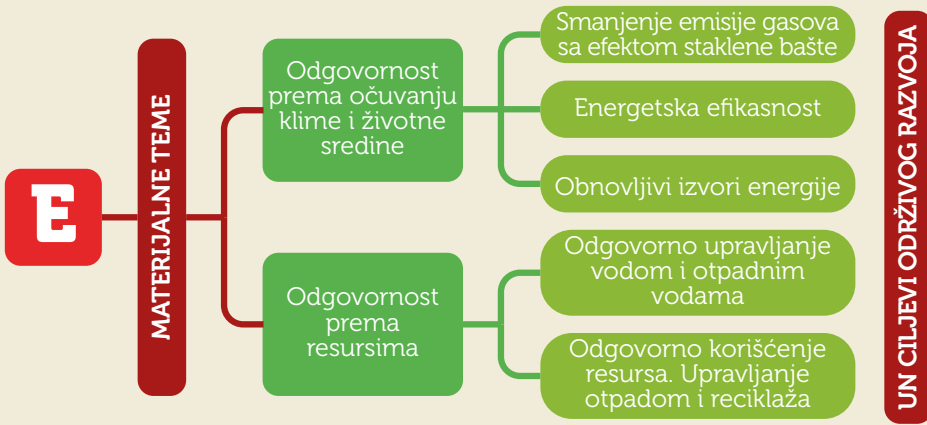 E
MATERIJALNE TEME
Odgovornost
prema očuvanju
klime i životne
sredine
Smanjenje emisije gasova
sa efektom staklene bašte
Energetska efikasnost
Obnovljivi izvori energije
Odgovornost
prema
resursima
Odgovorno upravljanje
vodom i otpadnim
vodama
Odgovorno korišćenje
resursa. Upravljanje
otpadom i reciklaža
UN CILJEVI ODRŽIVOG RAZVOJA